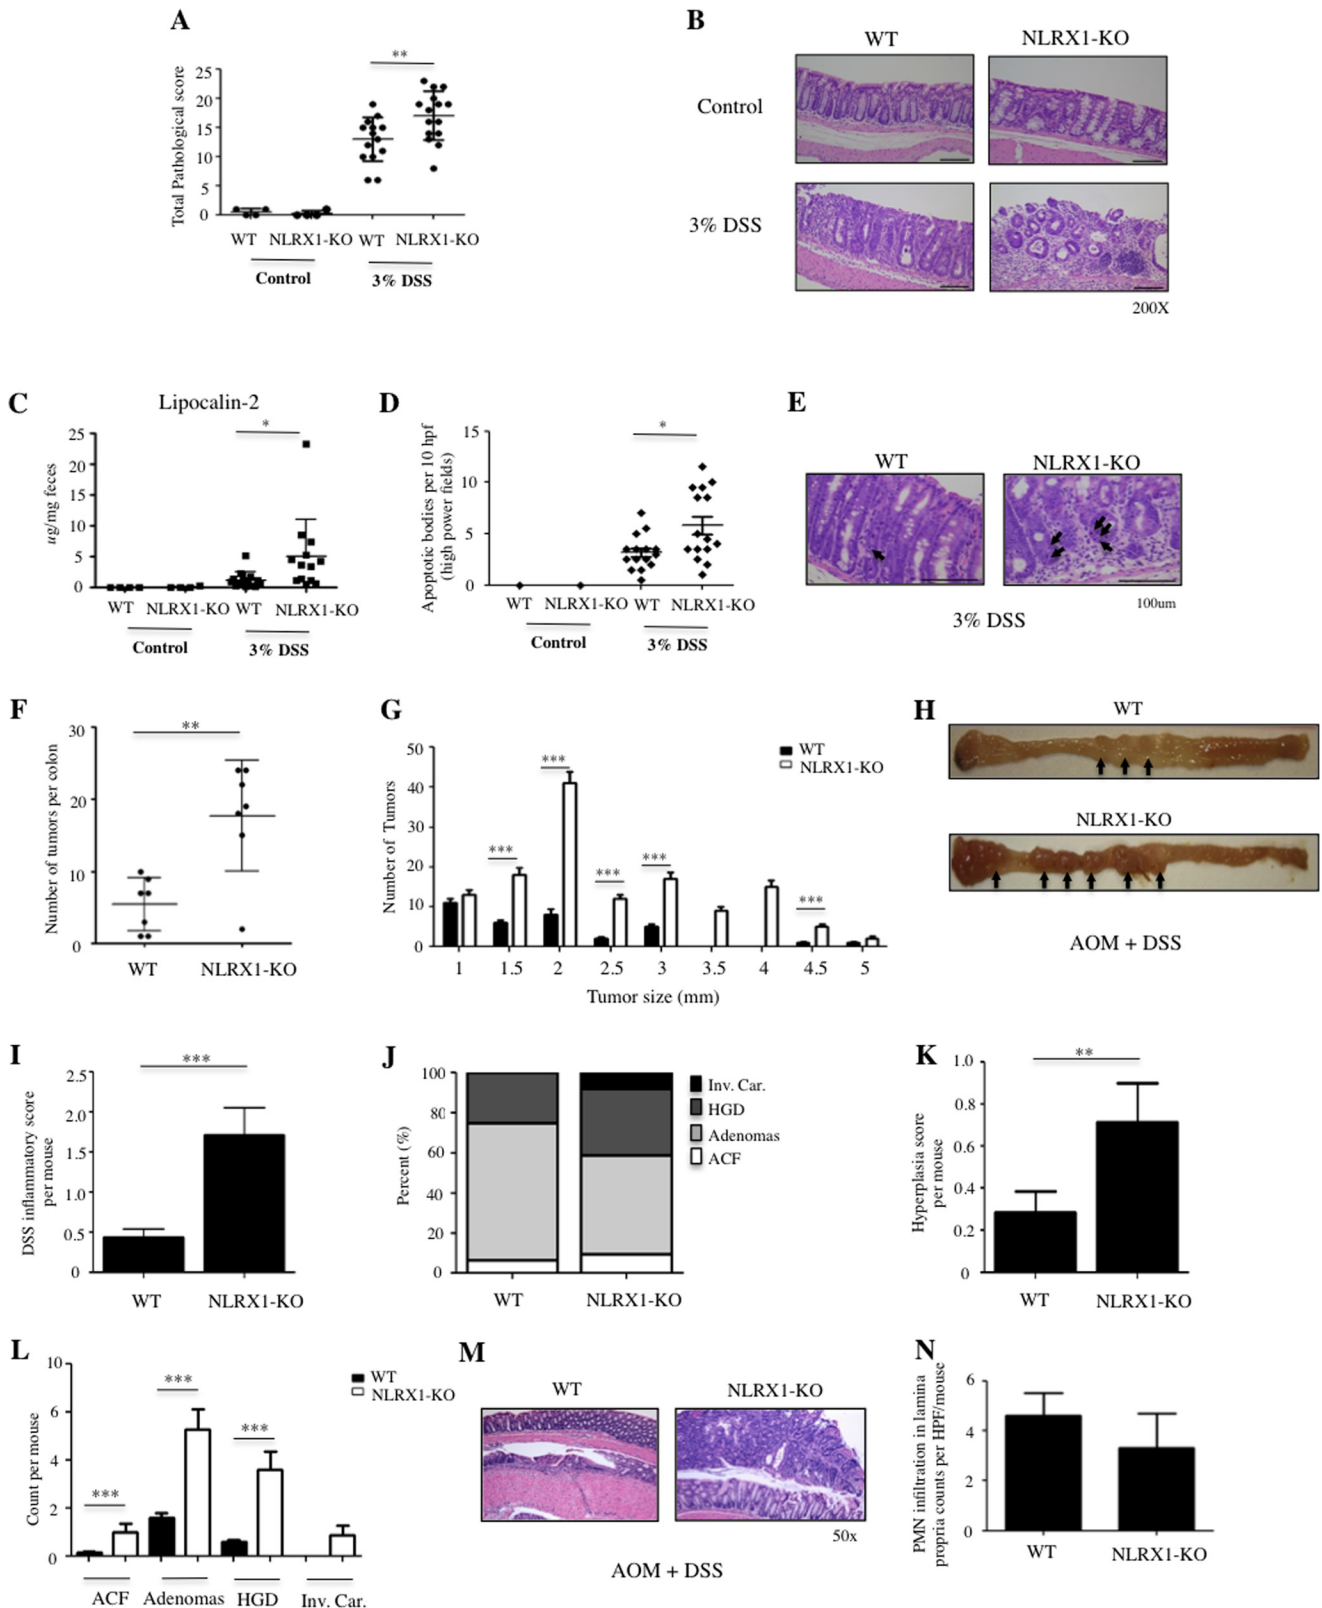 A
**
Total Pathological score
25
20
15
10
5
0
WT NLRX1-KO WT NLRX1-KO
Control
3% DSS
B
WT
NLRX1-KO
Control
3% DSS
200X
C
Lipocalin-2
*
ug/mg feces
25
20
15
10
5
0
WT NLRX1-KO WT NLRX1-KO
Control
3% DSS
D
*
Apoptotic bodies per 10 hpf
(high power fields)
15
10
5
0
WT NLRX1-KO WT NLRX1-KO
Control
3% DSS
E
WT
NLRX1-KO
100um
3% DSS
F
**
Number of tumors per colon
30
20
10
0
WT
NLRX1-KO
G
Number of Tumors
50
40
30
20
10
0
***
***
***
***
***
WT
NLRX1-KO
1 1.5 2 2.5 3 3.5 4 4.5 5
Tumor size (mm)
H
WT
NLRX1-KO
AOM + DSS
I
***
DSS inflammatory score
per mouse
2.5
2.0
1.5
1.0
0.5
0
WT
NLRX1-KO
J
Percent (%)
100
80
60
40
20
0
Inv. Car.
HGD
Adenomas
ACF
WT
NLRX1-KO
K
**
Hyperplasia score
per mouse
1.0
0.8
0.6
0.4
0.2
0
WT
NLRX1-KO
L
Count per mouse
10
6
4
2
0
***
***
***
WT
NLRX1-KO
ACF Adenomas HGD Inv. Car.
M
WT
NLRX1-KO
50x
AOM + DSS
N
PMN infiltration in lamina
propria counts per HPF/mouse
6
4
2
0
WT
NLRX1-KO